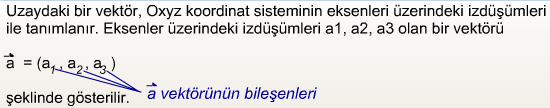 Uzaydaki bir vektör, Oxyz koordinat sisteminin eksenleri üzerindeki izdüşümleri
ile tanımlanır. Eksenler üzerindeki izdüşümleri a1, a2, a3 olan bir vektörü
a = (a1, a2, a3)
şeklinde gösterilir. a vektörünün bileşenleri